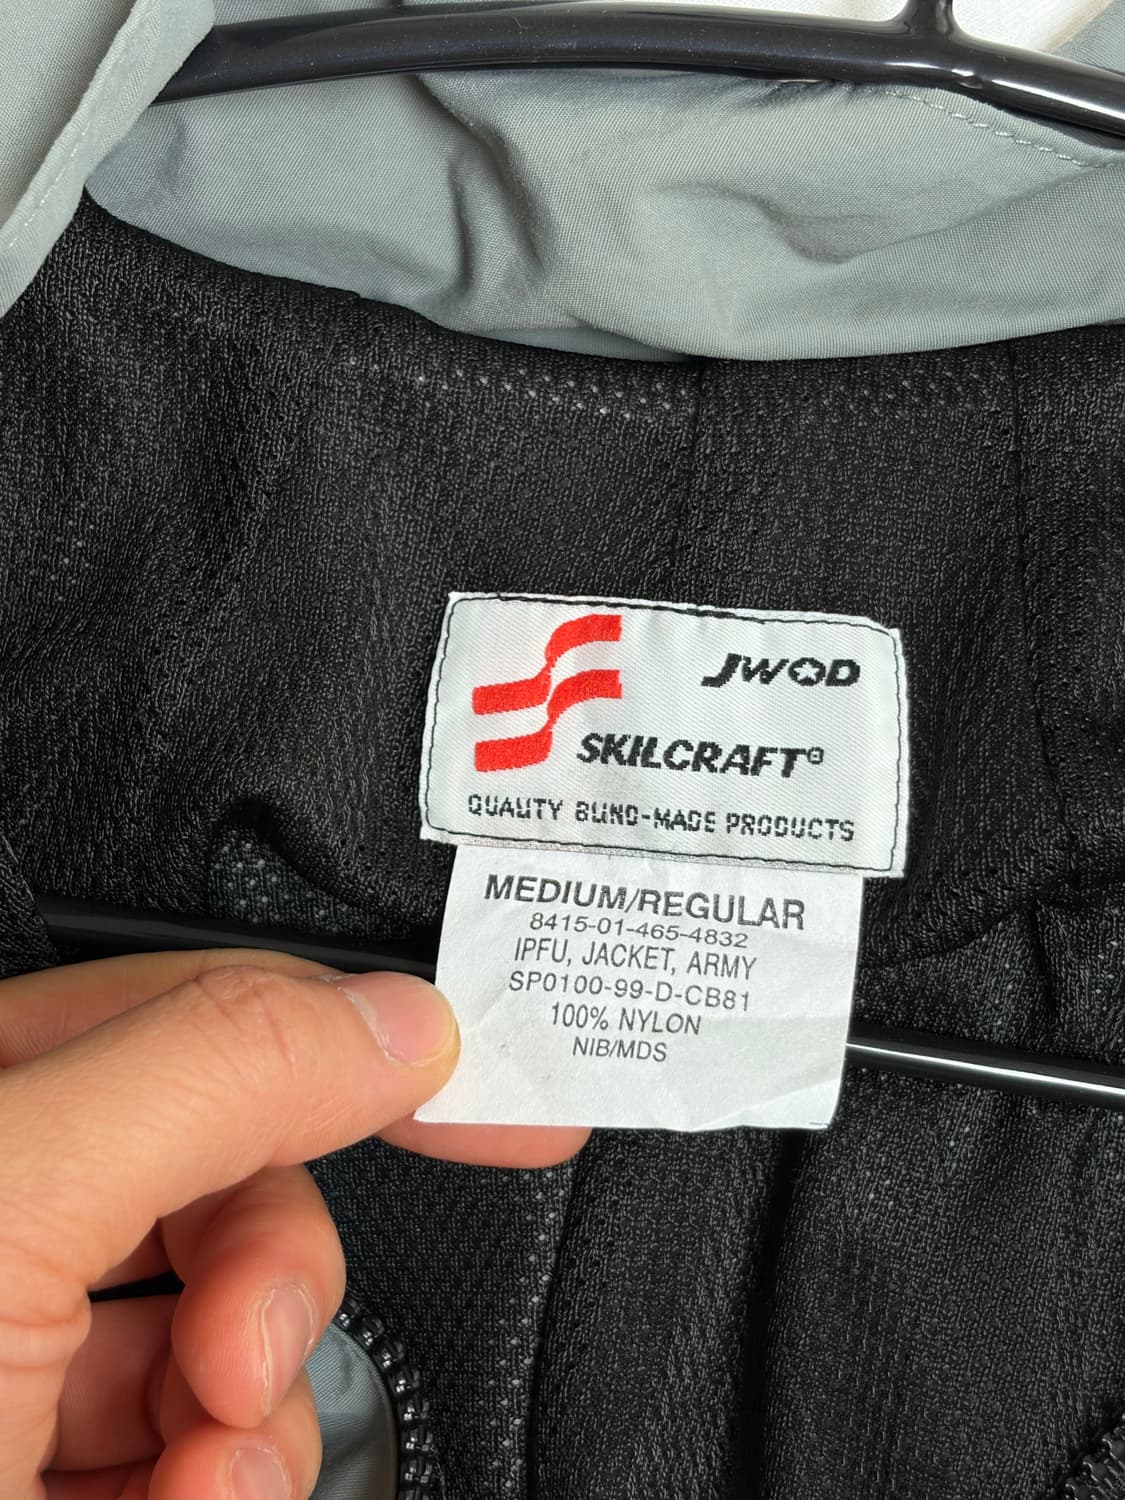 JWOD
SKILCRAFT®
QUALITY BLIND-MADE PRODUCTS
MEDIUM/REGULAR
8415-01-465-4832
IPFU, JACKET, ARMY
SP0100-99-D-CB81
100% NYLON
NIB/MDS